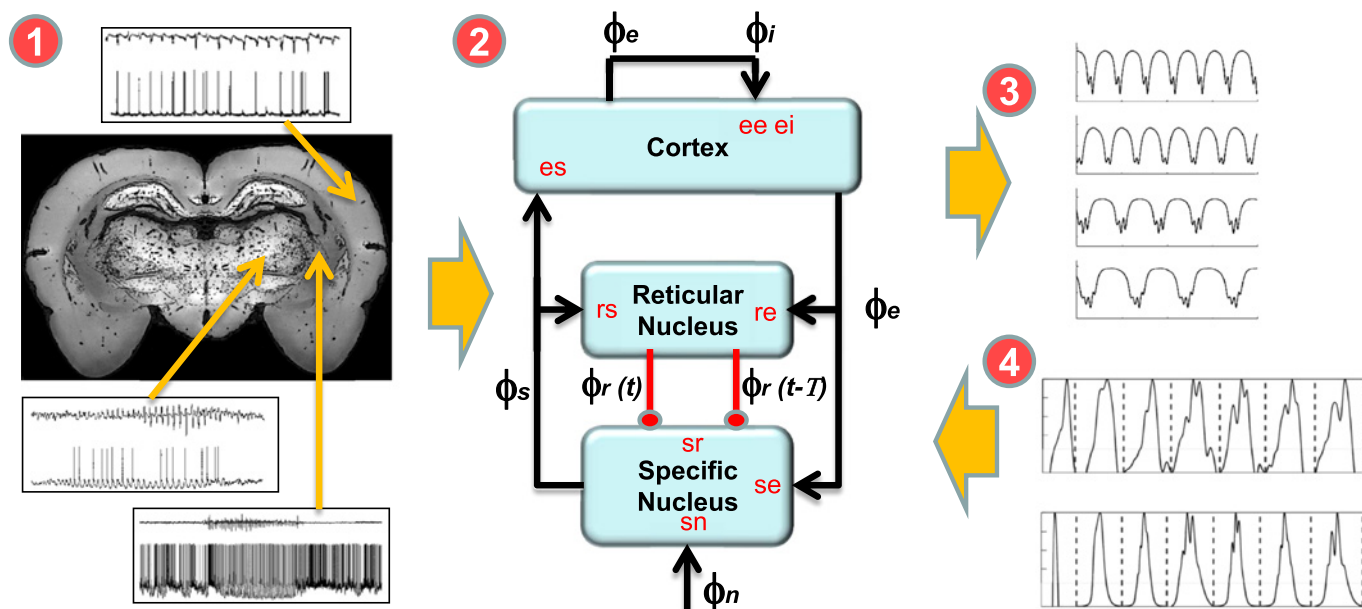 1
2
3
4
ϕe
ϕi
ee ei
Cortex
es
Reticular
Nucleus
rs
re
ϕe
ϕs
ϕr (t)
ϕr (t-T)
sr
Specific
Nucleus
se
sn
ϕn